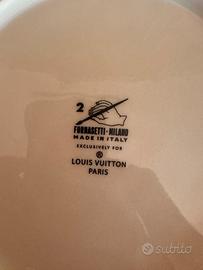 2
FORNASETTI - MILANO
MADE IN ITALY
EXCLUSIVELY FOR
LOUIS VUITTON
PARIS
subito